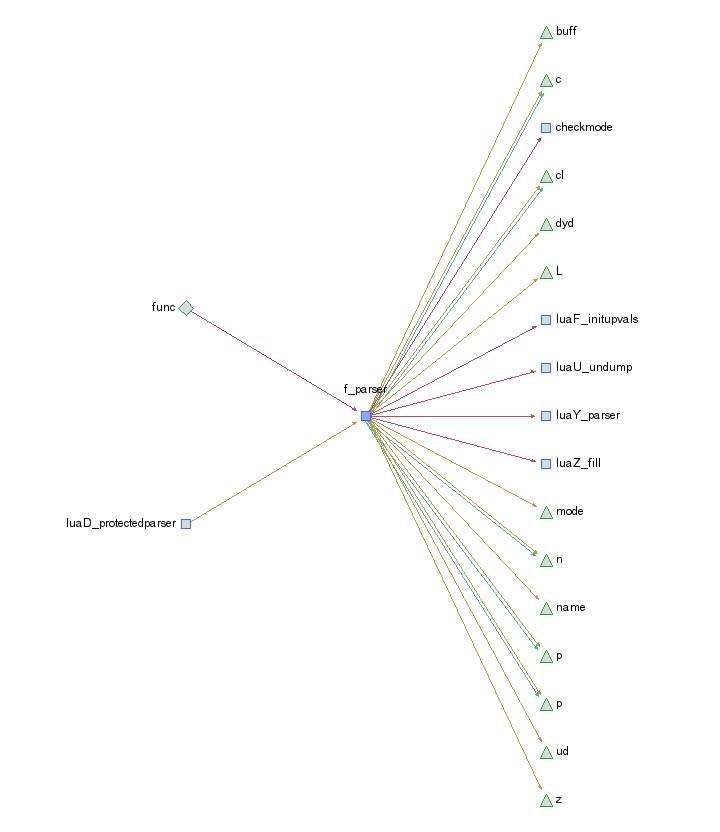 buff
c
checkmode
cl
dyd
L
func
luaF_initupvals
luaU_undump
f_parser
luaY_parser
luaZ_fill
mode
luaD_protectedparser
n
name
p
p
ud
z